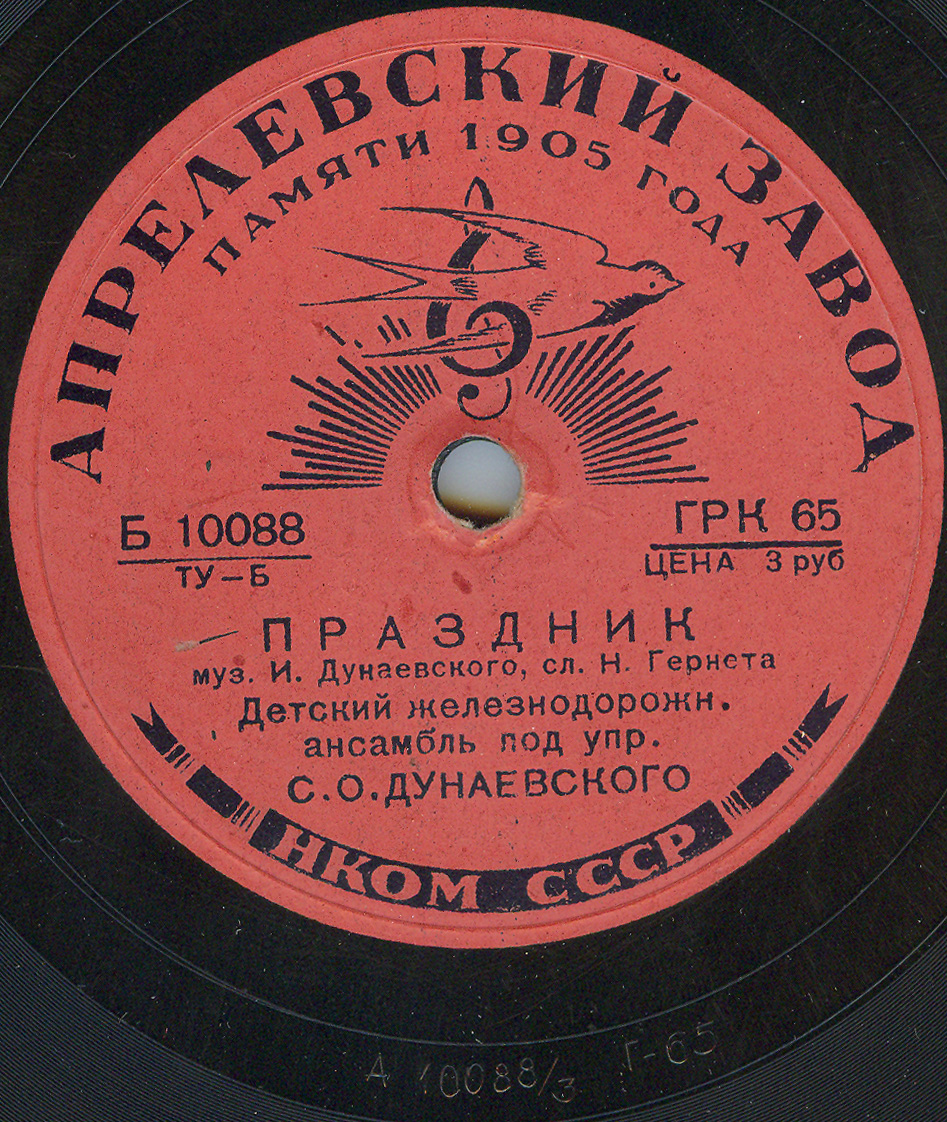 АПРЕЛЕВСКИЙ ЗАВОД
ПАМЯТИ 1905 ГОДА
Б 10088
ТУ–Б
ГРК 65
ЦЕНА 3 руб
ПРАЗДНИК
муз. И. Дунаевского, сл. Н. Гернета
Детский железнодорожн.
ансамбль под упр.
С.О.ДУНАЕВСКОГО
НКОМ СССР
А 10088/3 Г-65